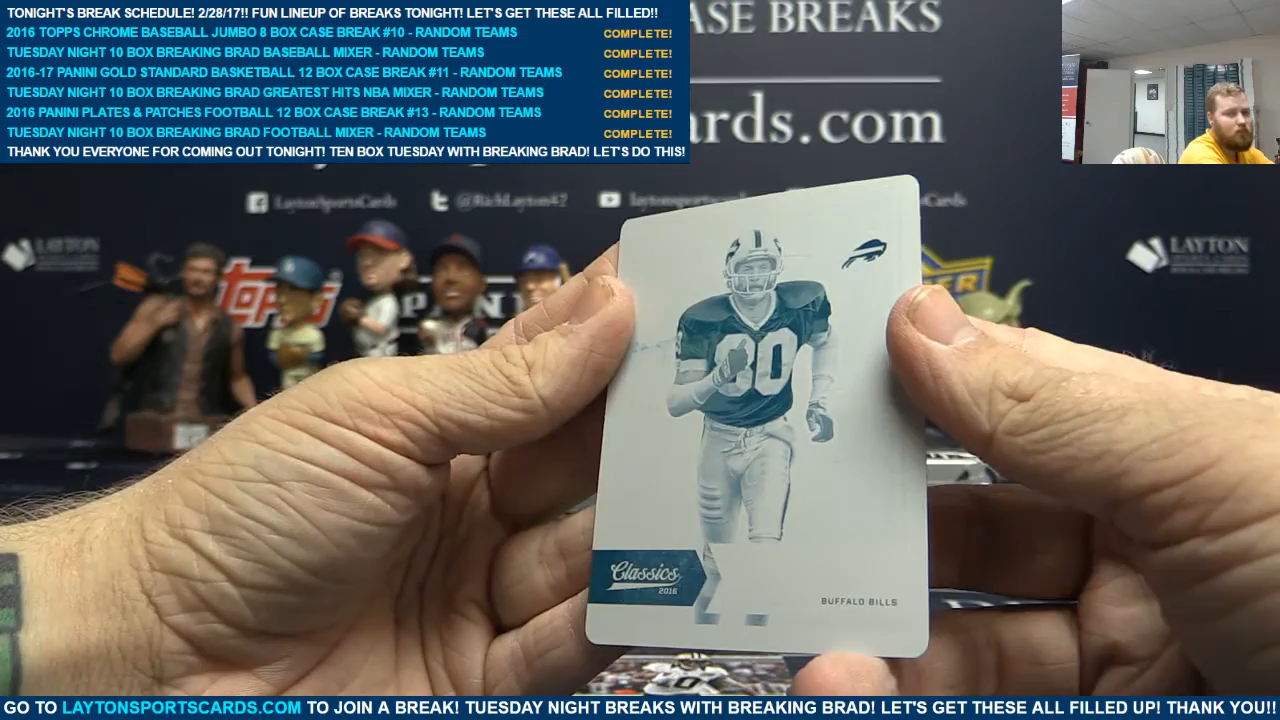 TONIGHT'S BREAK SCHEDULE! 2/28/17!! FUN LINEUP OF BREAKS TONIGHT! LET'S GET THESE ALL FILLED!!
2016 TOPPS CHROME BASEBALL JUMBO 8 BOX CASE BREAK #10 - RANDOM TEAMS COMPLETE!
TUESDAY NIGHT 10 BOX BREAKING BRAD BASEBALL MIXER - RANDOM TEAMS COMPLETE!
2016-17 PANINI GOLD STANDARD BASKETBALL 12 BOX CASE BREAK #11 - RANDOM TEAMS COMPLETE!
TUESDAY NIGHT 10 BOX BREAKING BRAD GREATEST HITS NBA MIXER - RANDOM TEAMS COMPLETE!
2016 PANINI PLATES & PATCHES FOOTBALL 12 BOX CASE BREAK #13 - RANDOM TEAMS COMPLETE!
TUESDAY NIGHT 10 BOX BREAKING BRAD FOOTBALL MIXER - RANDOM TEAMS COMPLETE!
THANK YOU EVERYONE FOR COMING OUT TONIGHT! TEN BOX TUESDAY WITH BREAKING BRAD! LET'S DO THIS!
ASE BREAKS
rds.com
LaytonSportsCards @RichLayton42 laytonsportscards
LAYTON
LAYTON
topps
PANINI
80
Classics
2016
BUFFALO BILLS
GO TO LAYTONSPORTSCARDS.COM TO JOIN A BREAK! TUESDAY NIGHT BREAKS WITH BREAKING BRAD! LET'S GET THESE ALL FILLED UP! THANK YOU!!